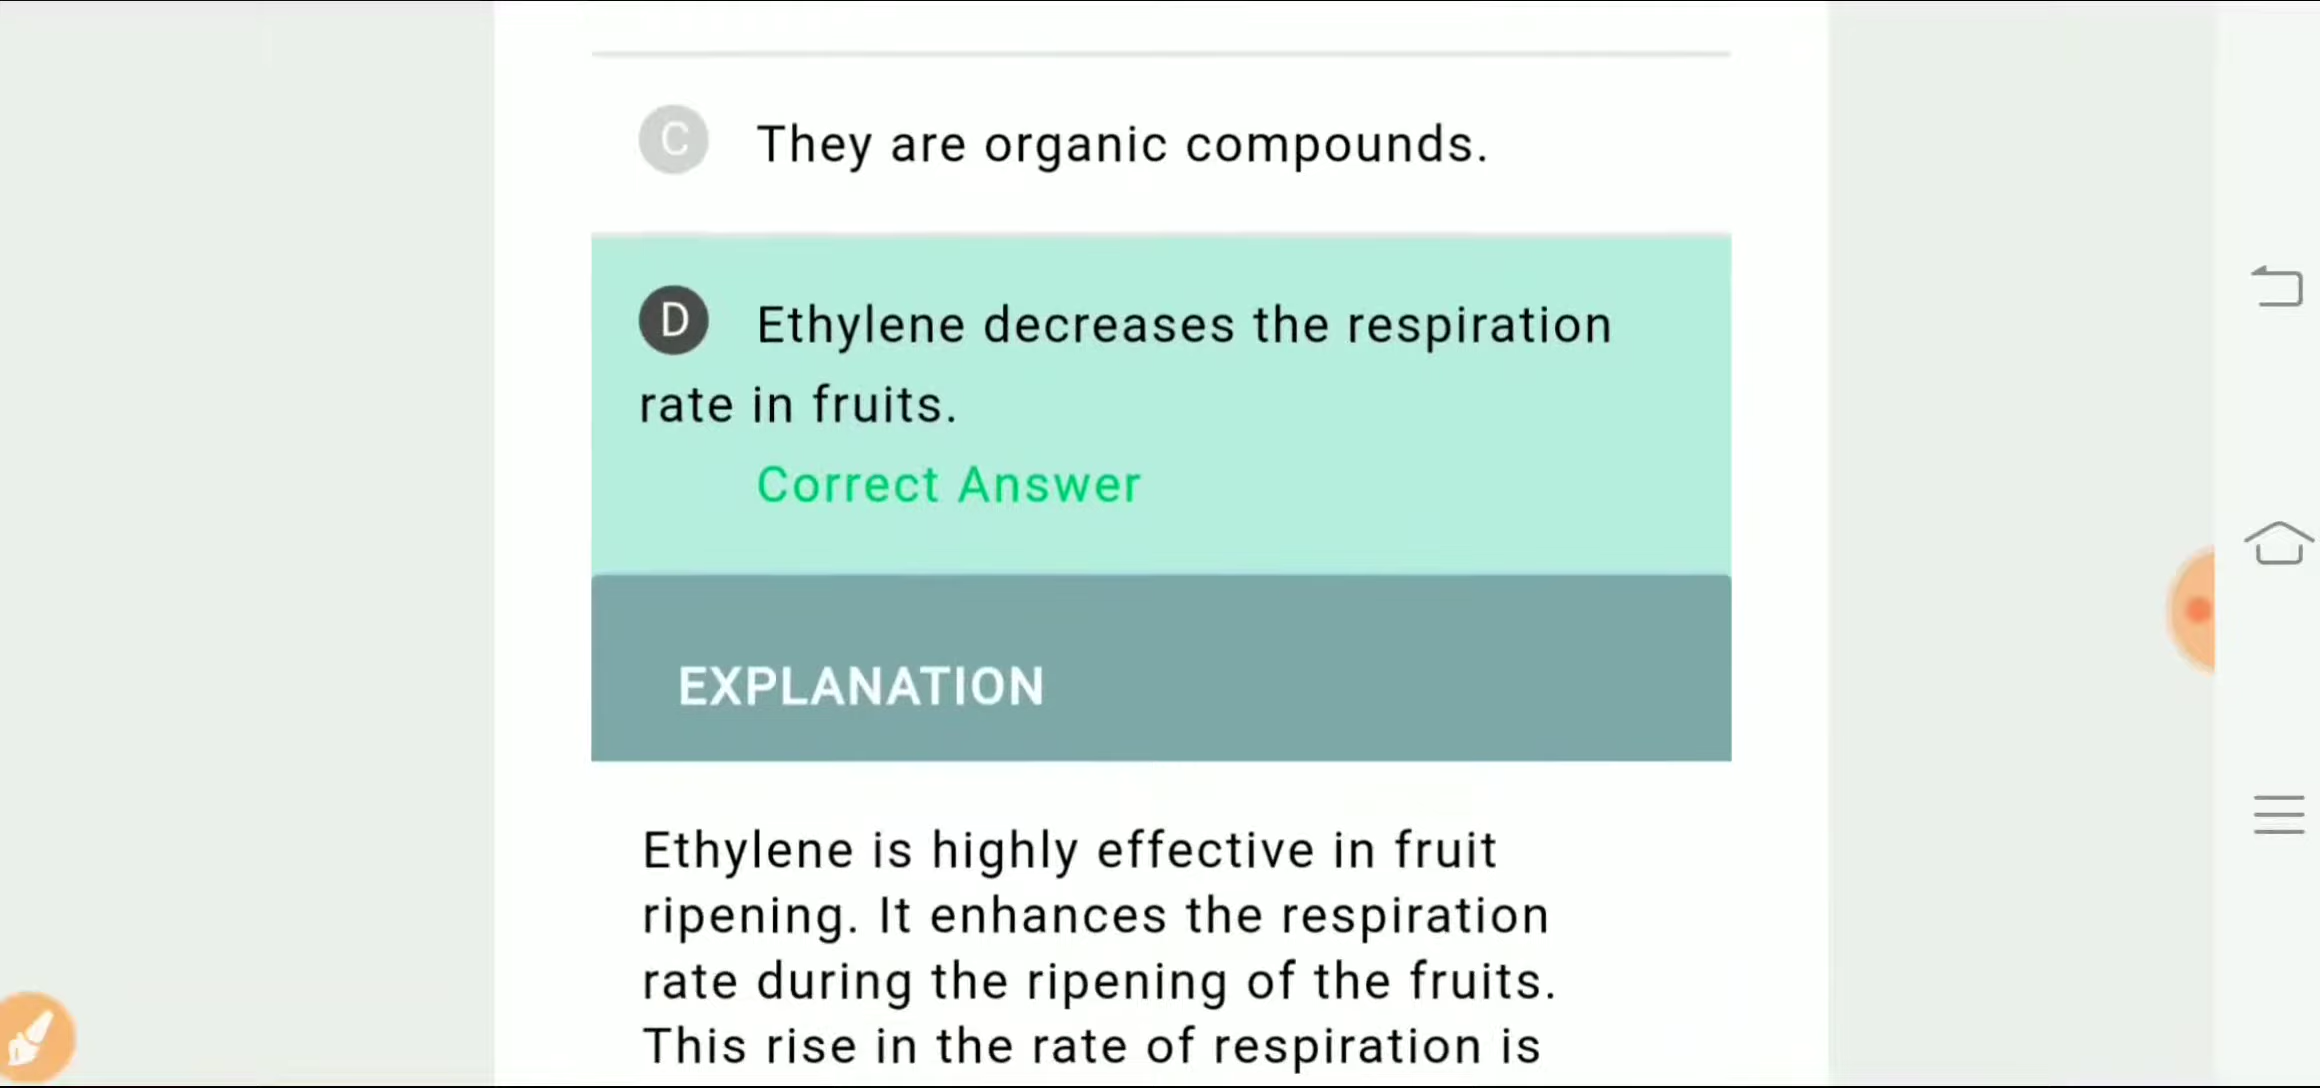 C They are organic compounds.
D Ethylene decreases the respiration
rate in fruits.
Correct Answer
EXPLANATION
Ethylene is highly effective in fruit
ripening. It enhances the respiration
rate during the ripening of the fruits.
This rise in the rate of respiration is